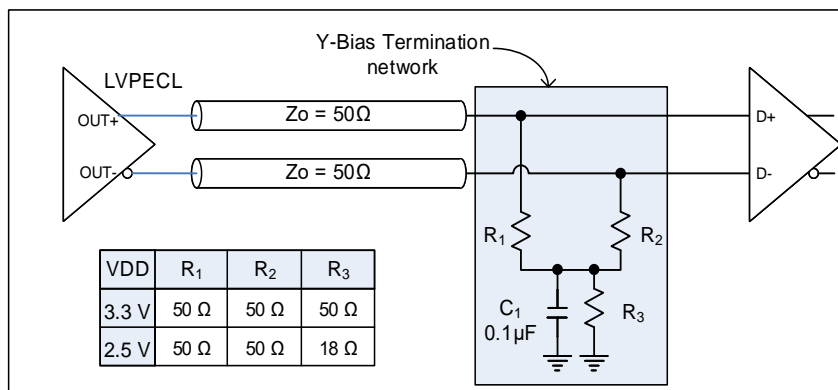 Y-Bias Termination
network
LVPECL
OUT+
Zo = 50Ω
D+
OUT-
Zo = 50Ω
D-
R1
R2
VDD R1 R2 R3
3.3 V 50 Ω 50 Ω 50 Ω
2.5 V 50 Ω 50 Ω 18 Ω
C1
0.1µF
R3